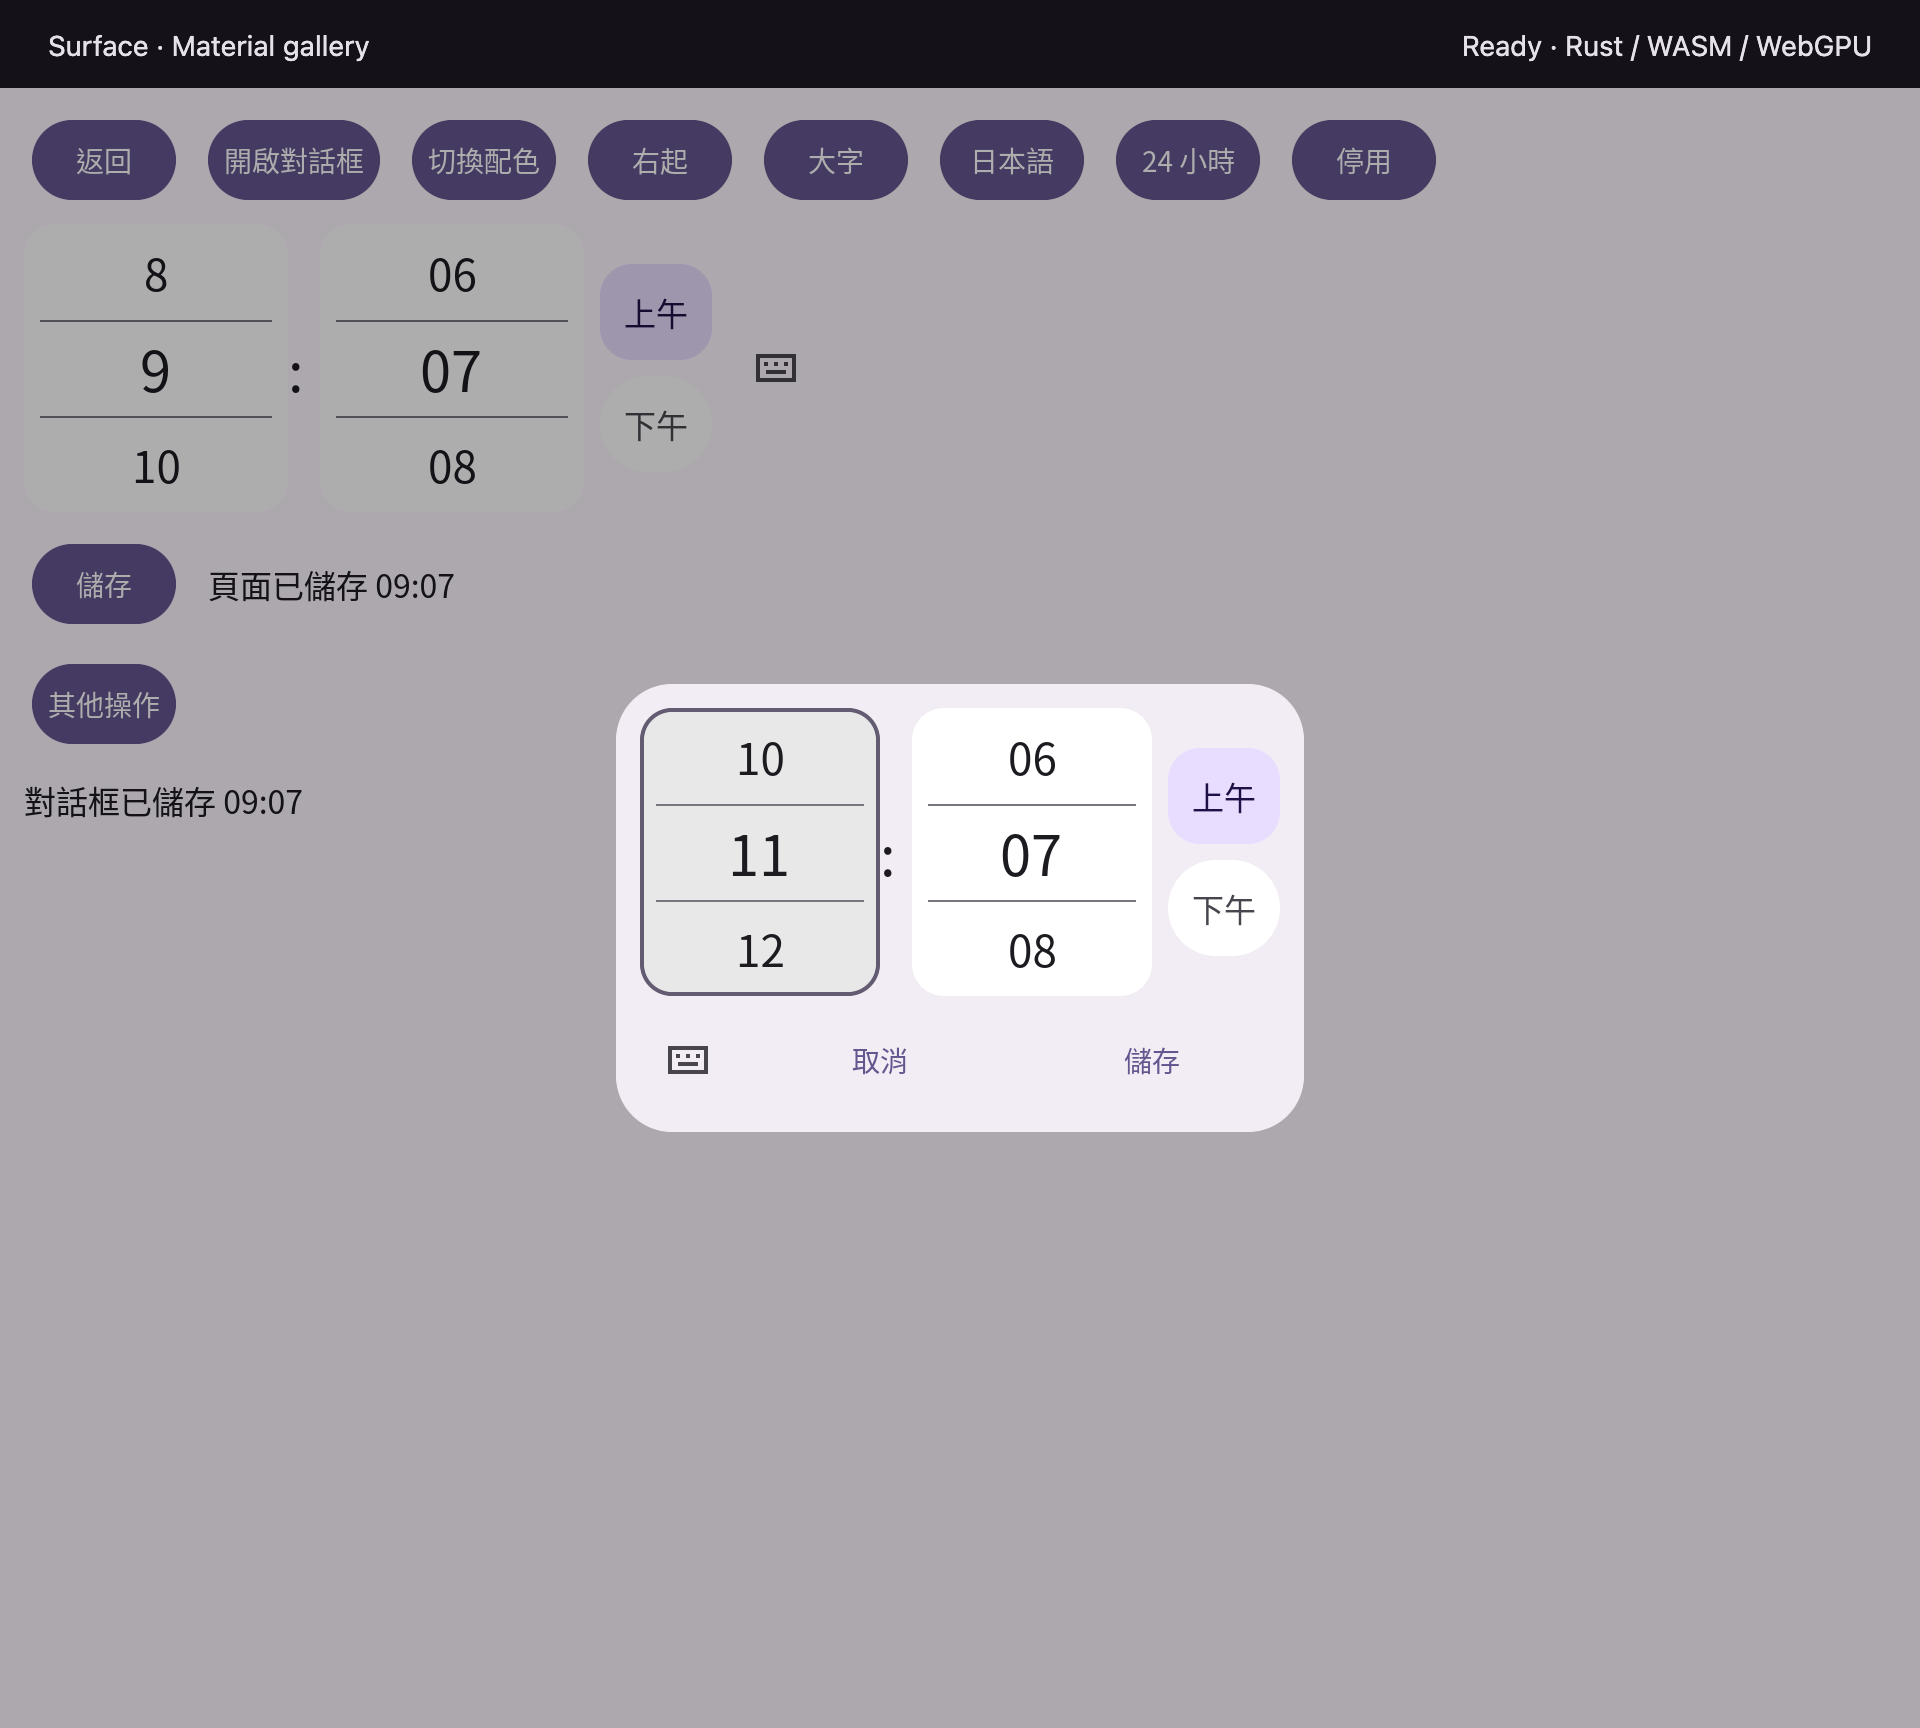 Surface · Material gallery
Ready · Rust / WASM / WebGPU
返回
開啟對話框
切換配色
右起
大字
日本語
24 小時
停用
8
06
上午
9
:
07
下午
10
08
儲存
頁面已儲存 09:07
其他操作
對話框已儲存 09:07
10
06
上午
11
:
07
下午
12
08
取消
儲存